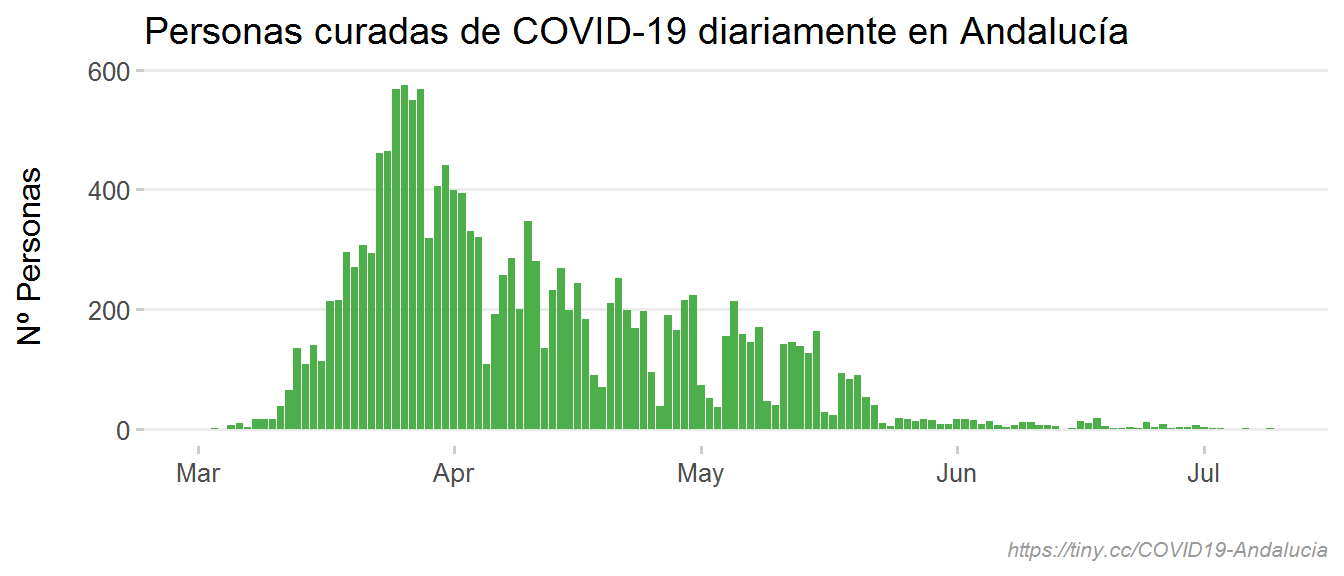 Personas curadas de COVID-19 diariamente en Andalucía
600
400
200
0
Nº Personas
Mar Apr May Jun Jul
https://tiny.cc/COVID19-Andalucia